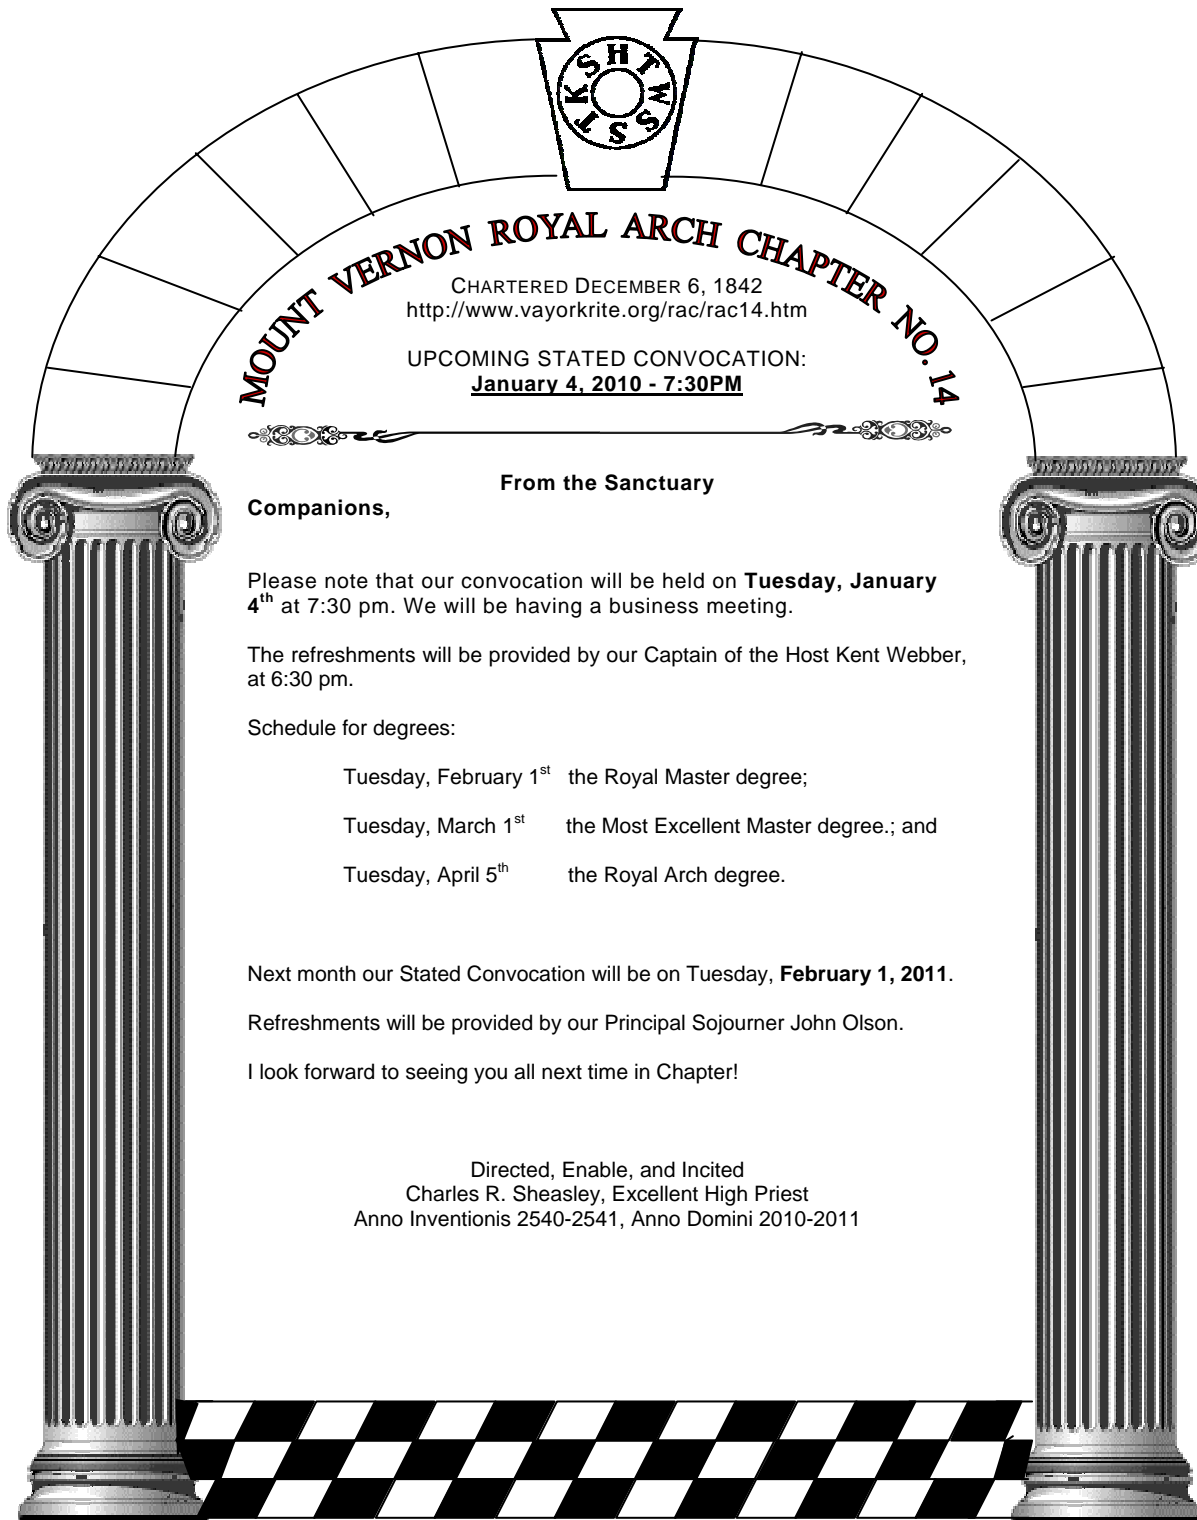 HTWSSTKS
MOUNT VERNON ROYAL ARCH CHAPTER NO. 14
CHARTERED DECEMBER 6, 1842
http://www.vayorkrite.org/rac/rac14.htm
UPCOMING STATED CONVOCATION:
January 4, 2010 - 7:30PM
From the Sanctuary
Companions,
Please note that our convocation will be held on Tuesday, January
4th at 7:30 pm. We will be having a business meeting.
The refreshments will be provided by our Captain of the Host Kent Webber,
at 6:30 pm.
Schedule for degrees:
Tuesday, February 1st the Royal Master degree;
Tuesday, March 1st the Most Excellent Master degree.; and
Tuesday, April 5th the Royal Arch degree.
Next month our Stated Convocation will be on Tuesday, February 1, 2011.
Refreshments will be provided by our Principal Sojourner John Olson.
I look forward to seeing you all next time in Chapter!
Directed, Enable, and Incited
Charles R. Sheasley, Excellent High Priest
Anno Inventionis 2540-2541, Anno Domini 2010-2011